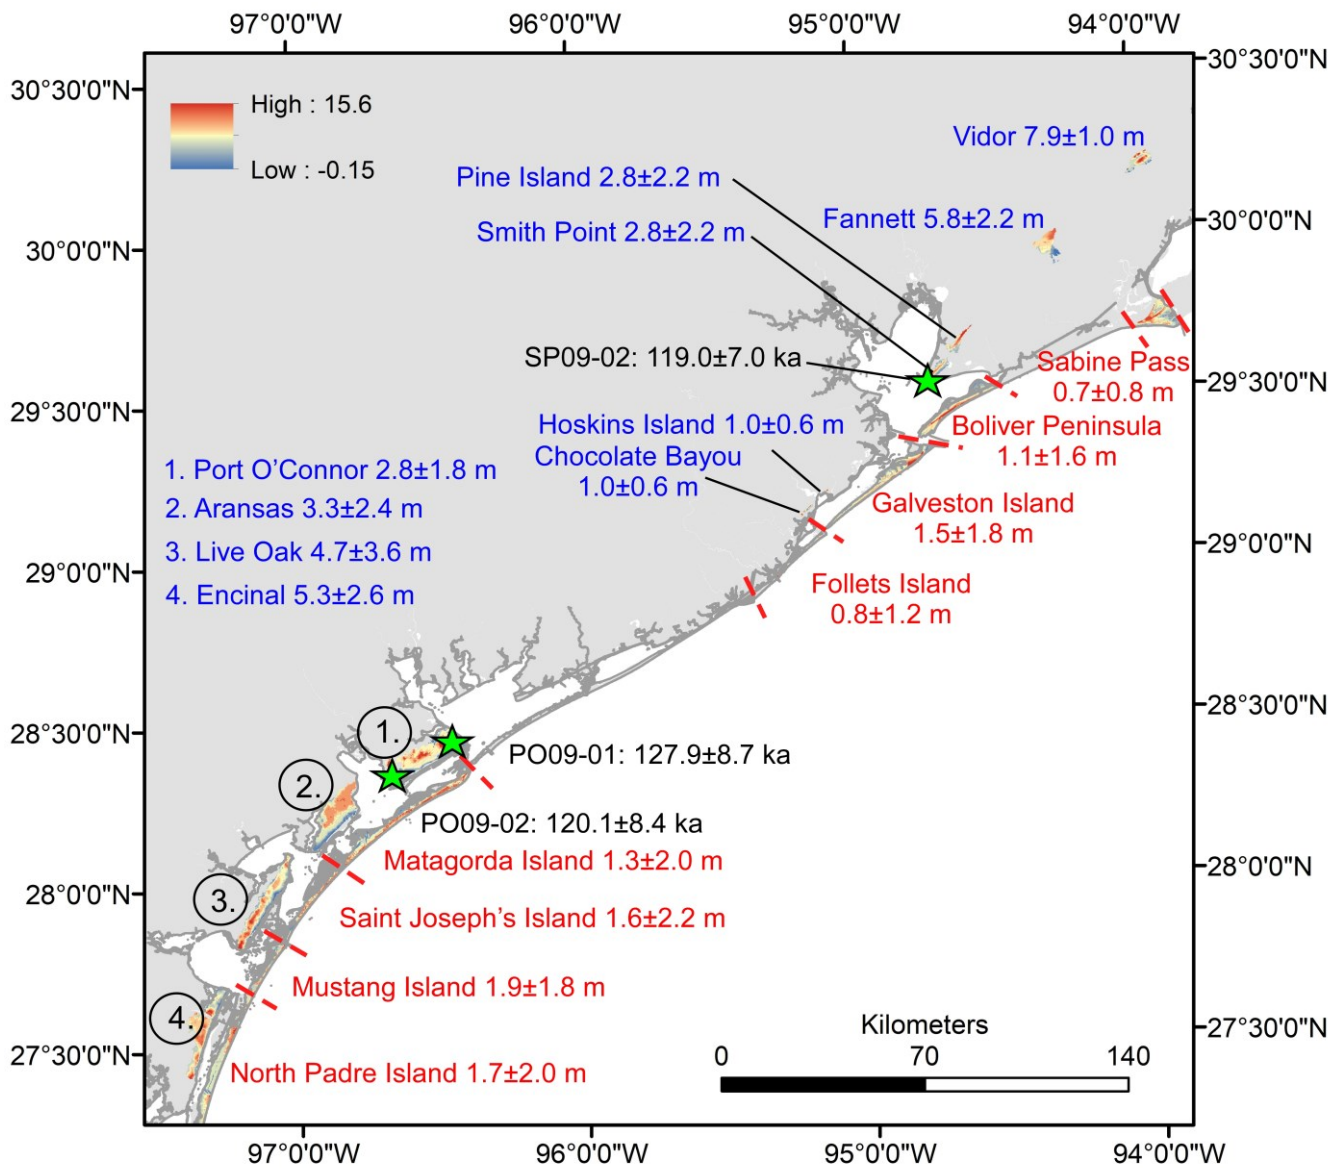 97°0'0"W 96°0'0"W 95°0'0"W 94°0'0"W
30°30'0"N
30°30'0"N
High : 15.6
Low : -0.15
Vidor 7.9±1.0 m
Pine Island 2.8±2.2 m
Fannett 5.8±2.2 m
Smith Point 2.8±2.2 m
30°0'0"N
30°0'0"N
SP09-02: 119.0±7.0 ka
Sabine Pass
0.7±0.8 m
29°30'0"N
29°30'0"N
Hoskins Island 1.0±0.6 m
Boliver Peninsula
1.1±1.6 m
Chocolate Bayou
1.0±0.6 m
1. Port O'Connor 2.8±1.8 m
2. Aransas 3.3±2.4 m
3. Live Oak 4.7±3.6 m
4. Encinal 5.3±2.6 m
Galveston Island
1.5±1.8 m
29°0'0"N
29°0'0"N
Follets Island
0.8±1.2 m
28°30'0"N
28°30'0"N
1.
PO09-01: 127.9±8.7 ka
2.
PO09-02: 120.1±8.4 ka
Matagorda Island 1.3±2.0 m
28°0'0"N
28°0'0"N
3.
Saint Joseph's Island 1.6±2.2 m
Mustang Island 1.9±1.8 m
4.
27°30'0"N
27°30'0"N
North Padre Island 1.7±2.0 m
Kilometers
0 70 140
97°0'0"W 96°0'0"W 95°0'0"W 94°0'0"W